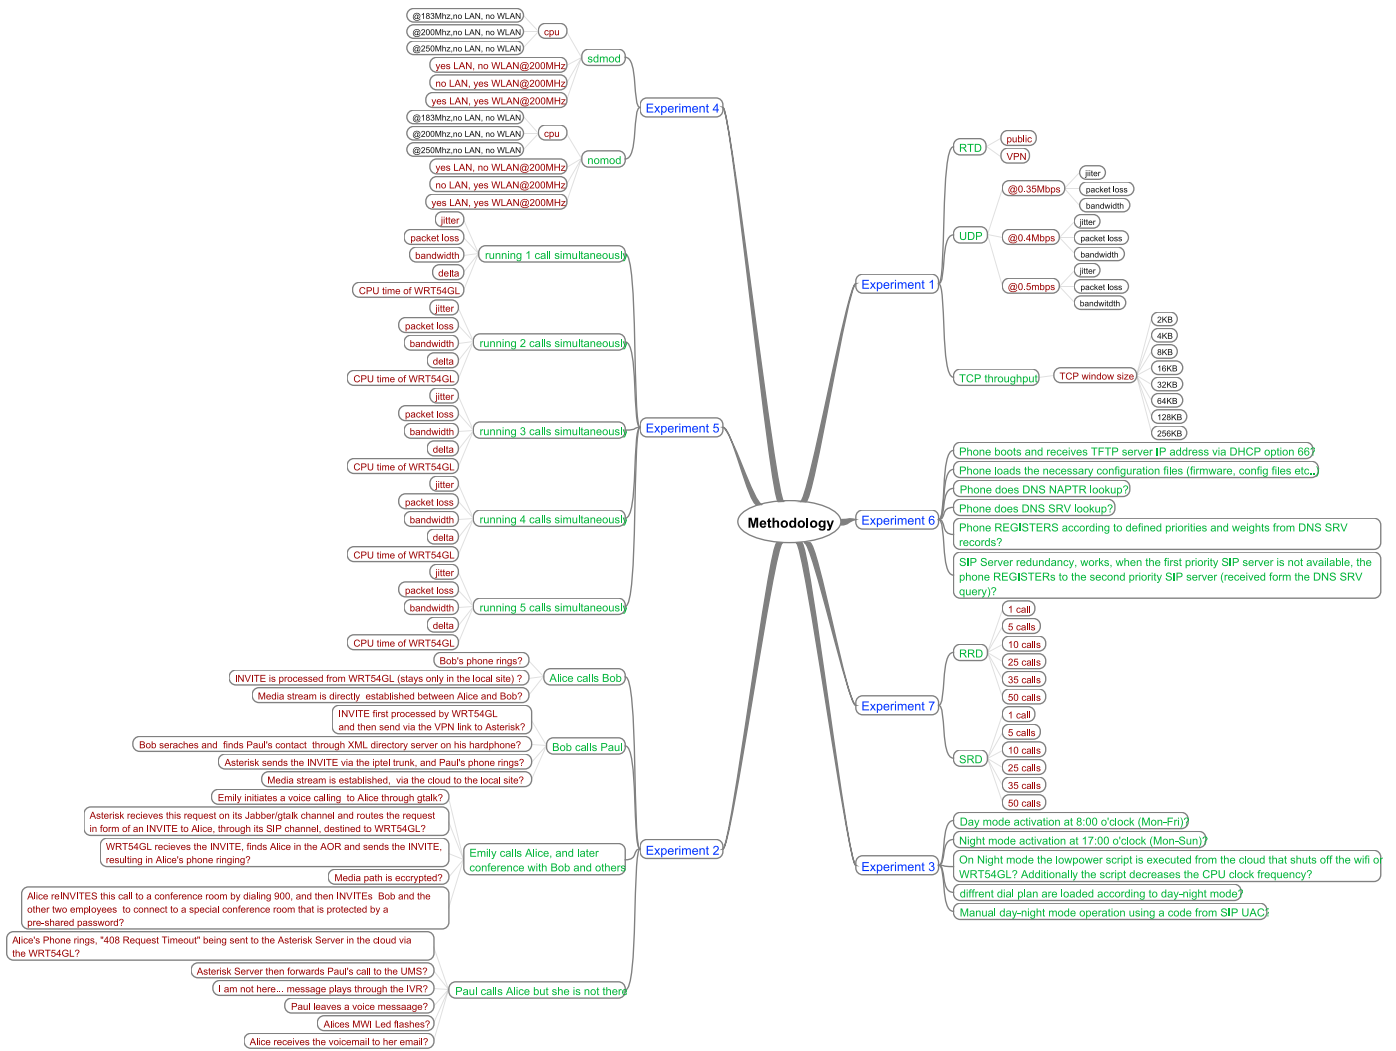 @183Mhz,no LAN, no WLAN
@200Mhz,no LAN, no WLAN
@250Mhz,no LAN, no WLAN
cpu
yes LAN, no WLAN@200MHz
no LAN, yes WLAN@200MHz
yes LAN, yes WLAN@200MHz
sdmod
@183Mhz,no LAN, no WLAN
@200Mhz,no LAN, no WLAN
@250Mhz,no LAN, no WLAN
cpu
yes LAN, no WLAN@200MHz
no LAN, yes WLAN@200MHz
yes LAN, yes WLAN@200MHz
nomod
Experiment 4
jitter
packet loss
bandwidth
delta
CPU time of WRT54GL
running 1 call simultaneously
jitter
packet loss
bandwidth
delta
CPU time of WRT54GL
running 2 calls simultaneously
jitter
packet loss
bandwidth
delta
CPU time of WRT54GL
running 3 calls simultaneously
jitter
packet loss
bandwidth
delta
CPU time of WRT54GL
running 4 calls simultaneously
jitter
packet loss
bandwidth
delta
CPU time of WRT54GL
running 5 calls simultaneously
Experiment 5
Bob's phone rings?
INVITE is processed from WRT54GL (stays only in the local site) ?
Media stream is directly  established between Alice and Bob?
Alice calls Bob
INVITE first processed by WRT54GL
and then send via the VPN link to Asterisk?
Bob seraches and  finds Paul's contact  through XML directory server on his hardphone?
Asterisk sends the INVITE via the iptel trunk, and Paul's phone rings?
Media stream is established,  via the cloud to the local site?
Bob calls Paul
Emily initiates a voice calling  to Alice through gtalk?
Asterisk recieves this request on its Jabber/gtalk channel and routes the request
in form of an INVITE to Alice, through its SIP channel, destined to WRT54GL?
WRT54GL recieves the INVITE, finds Alice in the AOR and sends the INVITE,
resulting in Alice's phone ringing?
Media path is ecrypted?
Alice reINVITES this call to a conference room by dialing 900, and then INVITEs  Bob and the
other two employees  to connect to a special conference room that is protected by a
pre-shared password?
Emily calls Alice, and later
conference with Bob and others
Alice's Phone rings, "408 Request Timeout" being sent to the Asterisk Server in the cloud via
the WRT54GL?
Asterisk Server then forwards Paul's call to the UMS?
I am not here... message plays through the IVR?
Paul leaves a voice messaage?
Alices MWI Led flashes?
Alice receives the voicemail to her email?
Paul calls Alice but she is not there
Experiment 2
Methodology
Experiment 1
RTD
public
VPN
UDP
@0.35Mbps
jiiter
packet loss
bandwidth
@0.4Mbps
jitter
packet loss
bandwidth
@0.5mbps
jitter
packet loss
bandwitdth
TCP throughput
TCP window size
2KB
4KB
8KB
16KB
32KB
64KB
128KB
256KB
Experiment 6
Phone boots and receives TFTP server IP address via DHCP option 66?
Phone loads the necessary configuration files (firmware, config files etc..)
Phone does DNS NAPTR lookup?
Phone does DNS SRV lookup?
Phone REGISTERS according to defined priorities and weights from DNS SRV
records?
SIP Server redundancy, works, when the first priority SIP server is not available, the
phone REGISTERs to the second priority SIP server (received form the DNS SRV
query)?
Experiment 7
RRD
1 call
5 calls
10 calls
25 calls
35 calls
50 calls
SRD
1 call
5 calls
10 calls
25 calls
35 calls
50 calls
Experiment 3
Day mode activation at 8:00 o'clock (Mon-Fri)?
Night mode activation at 17:00 o'clock (Mon-Sun)?
On Night mode the lowpower script is executed from the cloud that shuts off the wifi or
WRT54GL? Additionally the script decreases the CPU clock frequency?
diffrent dial plan are loaded according to day-night mode?
Manual day-night mode operation using a code from SIP UAC?